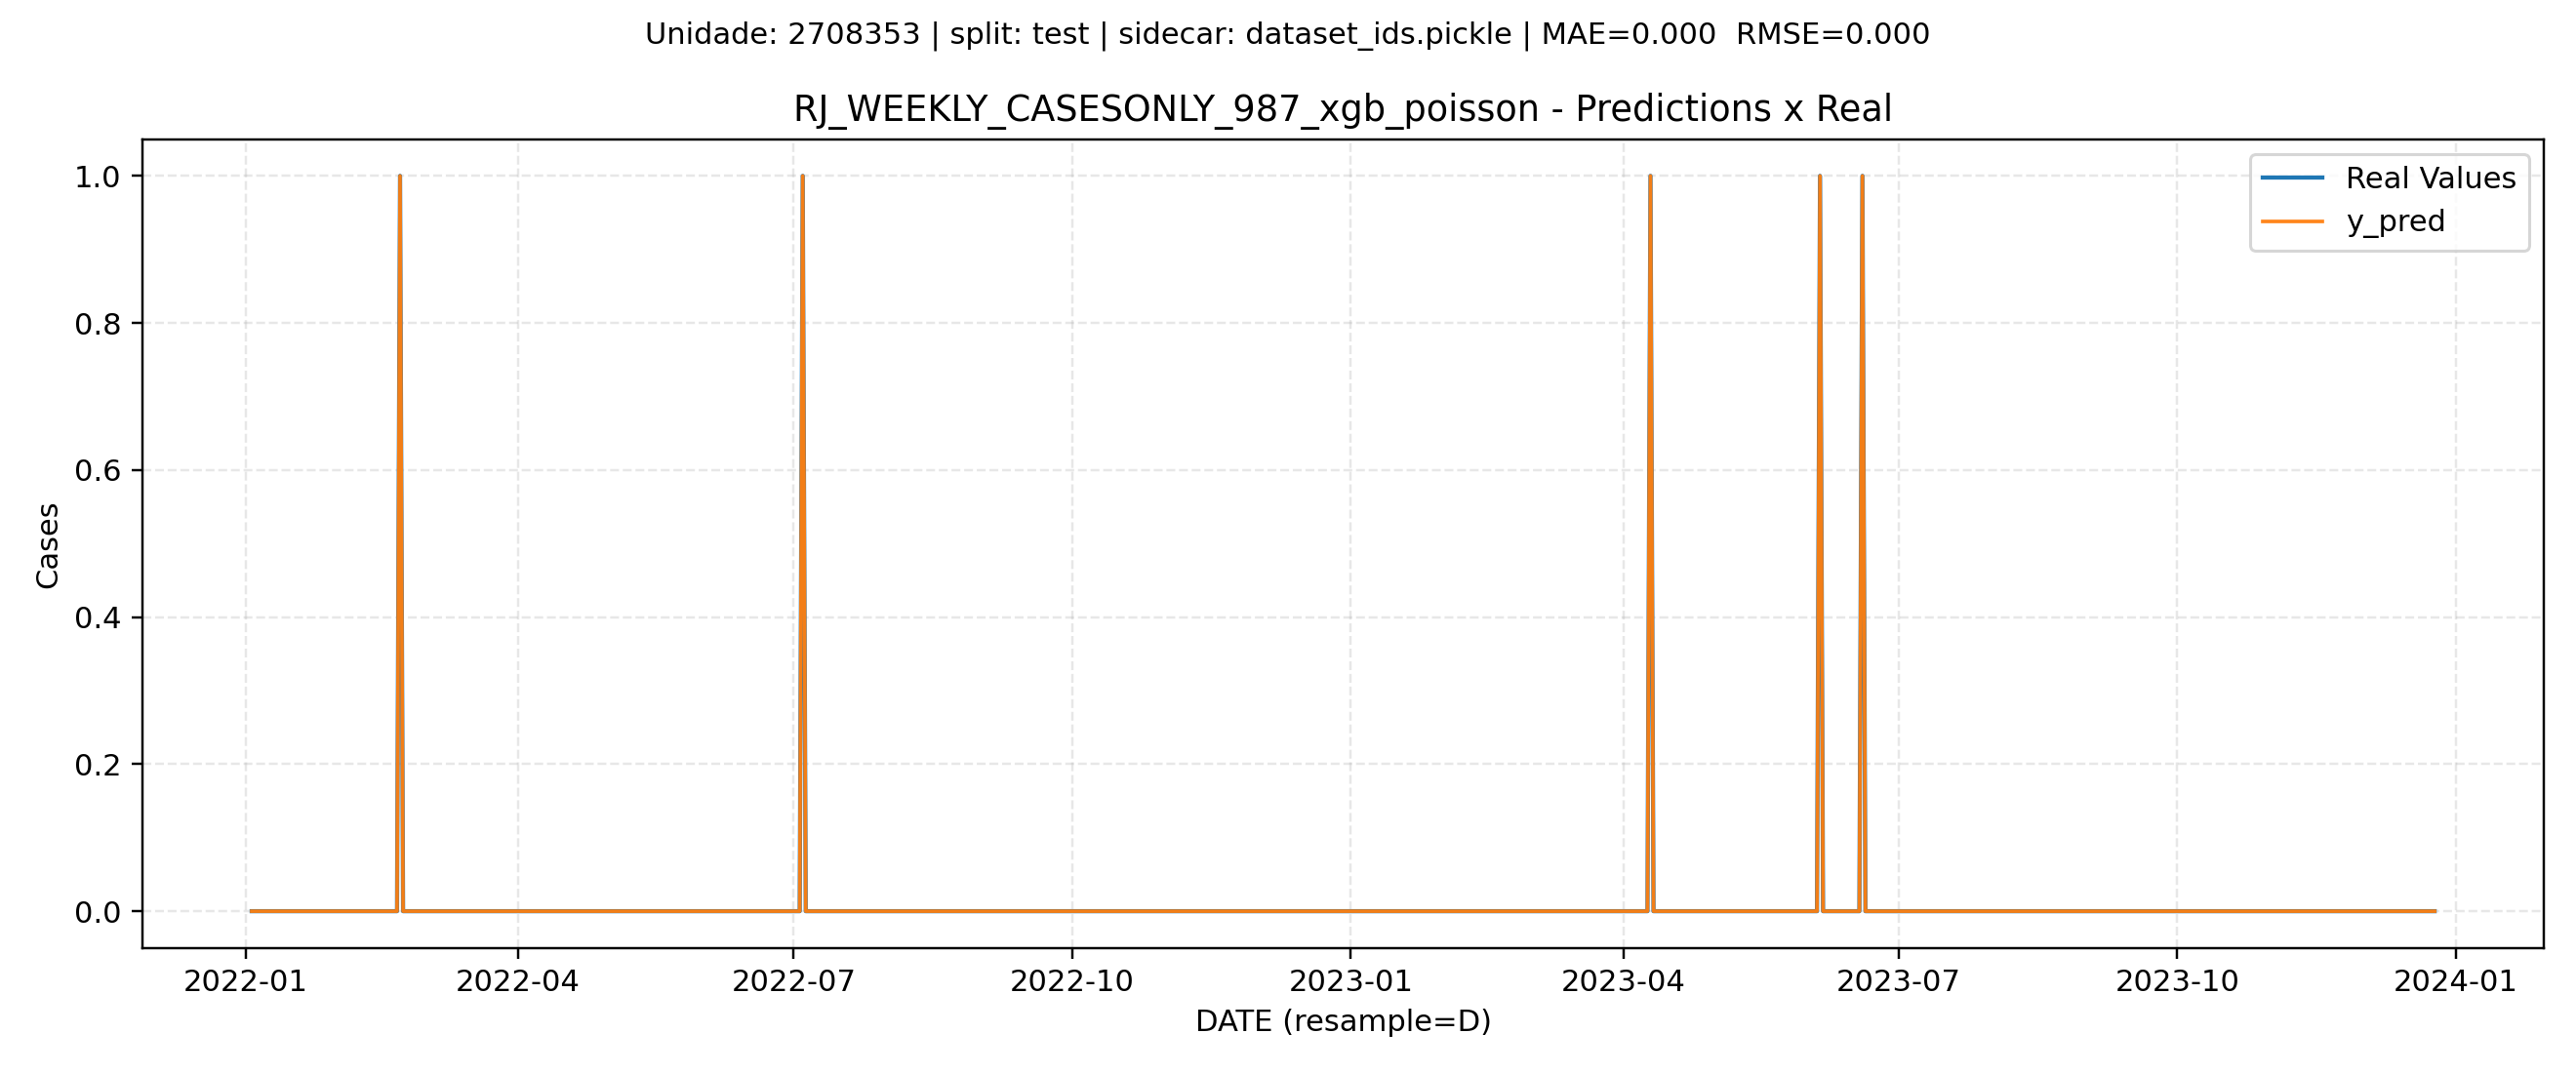 Unidade: 2708353 | split: test | sidecar: dataset_ids.pickle | MAE=0.000  RMSE=0.000
RJ_WEEKLY_CASESONLY_987_xgb_poisson - Predictions x Real
Real Values
y_pred
1.0
0.8
0.6
0.4
0.2
0.0
Cases
2022-01
2022-04
2022-07
2022-10
2023-01
2023-04
2023-07
2023-10
2024-01
DATE (resample=D)